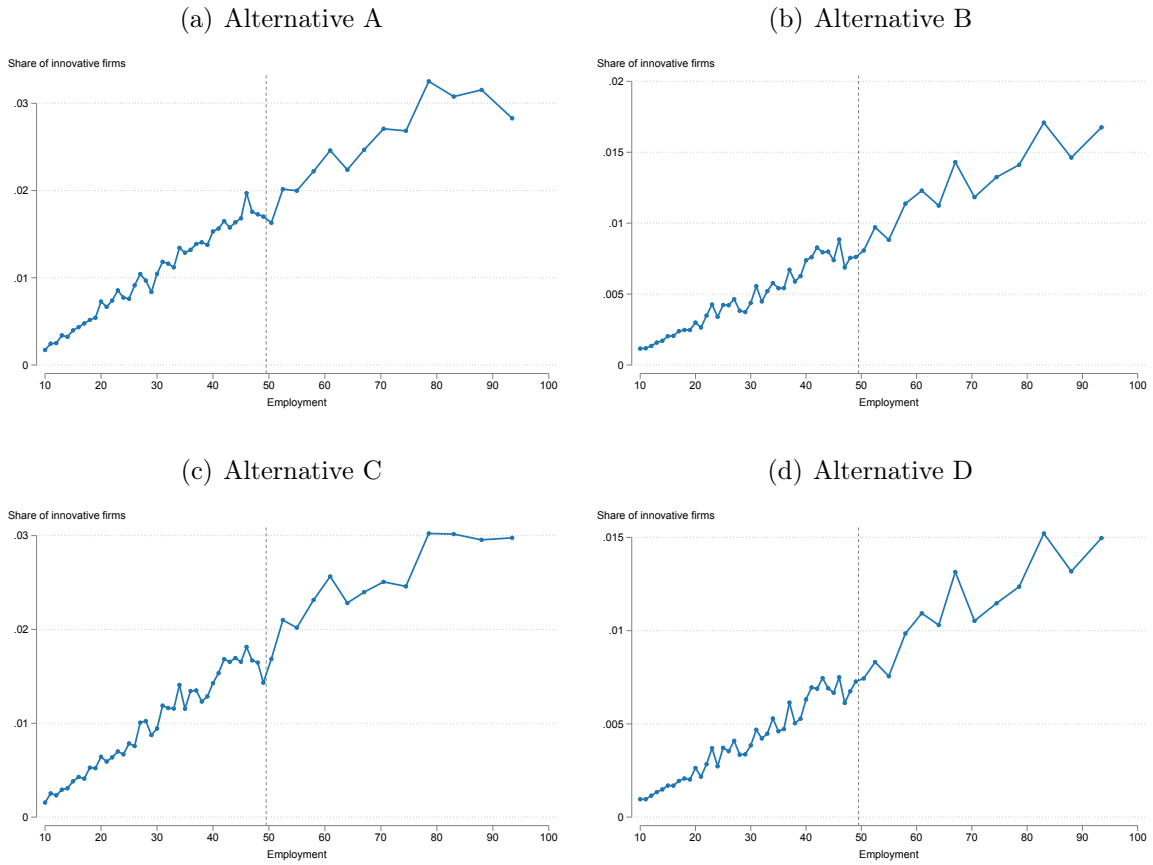 (a) Alternative A
Share of innovative firms
.03
.02
.01
0
10 20 30 40 50 60 70 80 90 100
Employment
(b) Alternative B
Share of innovative firms
.02
.015
.01
.005
0
10 20 30 40 50 60 70 80 90 100
Employment
(c) Alternative C
Share of innovative firms
.03
.02
.01
0
10 20 30 40 50 60 70 80 90 100
Employment
(d) Alternative D
Share of innovative firms
.015
.01
.005
0
10 20 30 40 50 60 70 80 90 100
Employment